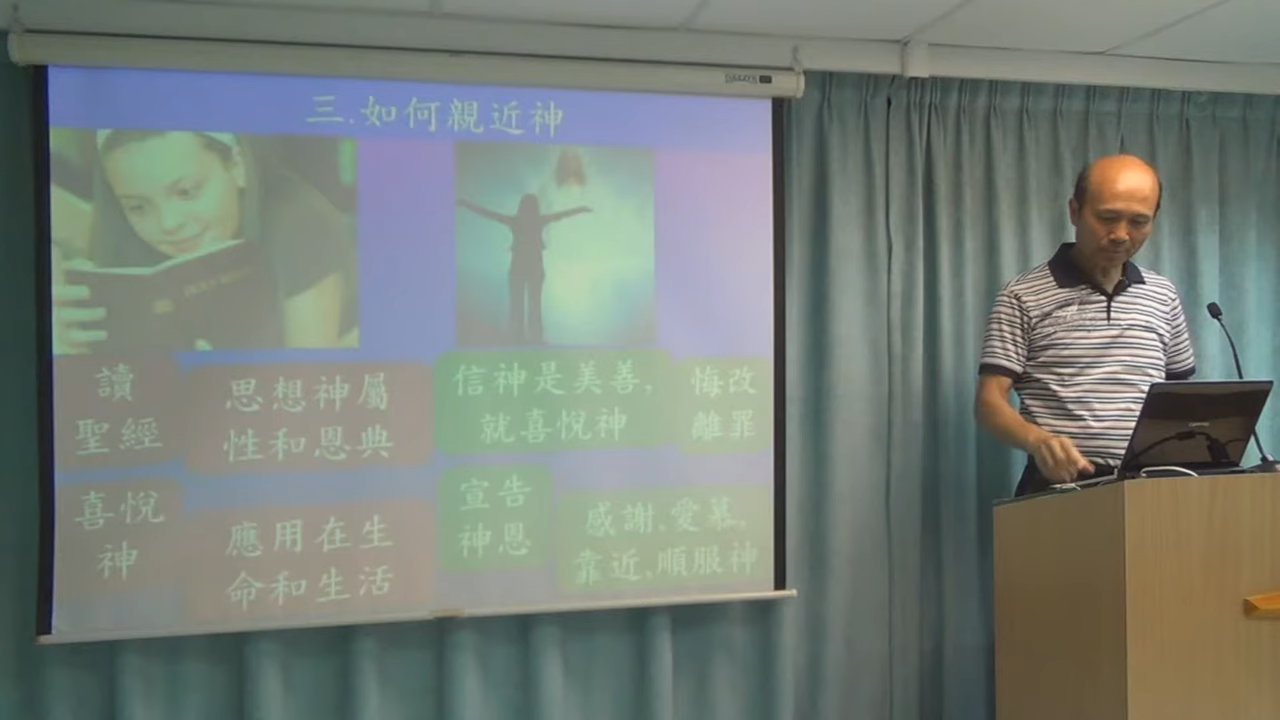 三.如何親近神
讀
聖經
思想神屬
性和恩典
信神是美善,
就喜悅神
悔改
離罪
喜悅
神
應用在生
命和生活
宣告
神恩
感謝,愛慕,
靠近,順服神